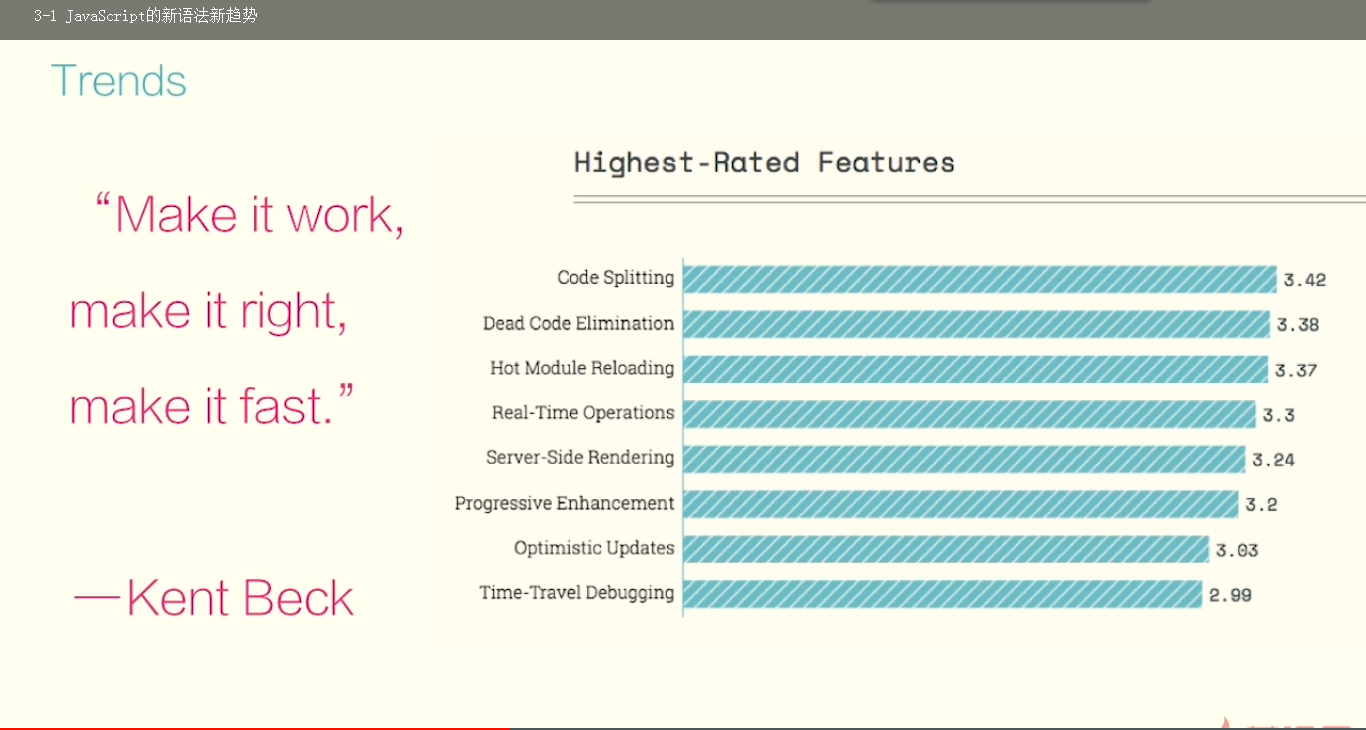 3-1 JavaScript的新语法新趋势
Trends
“Make it work,
make it right,
make it fast.”
—Kent Beck
Highest-Rated Features
Code Splitting 3.42
Dead Code Elimination 3.38
Hot Module Reloading 3.37
Real-Time Operations 3.3
Server-Side Rendering 3.24
Progressive Enhancement 3.2
Optimistic Updates 3.03
Time-Travel Debugging 2.99